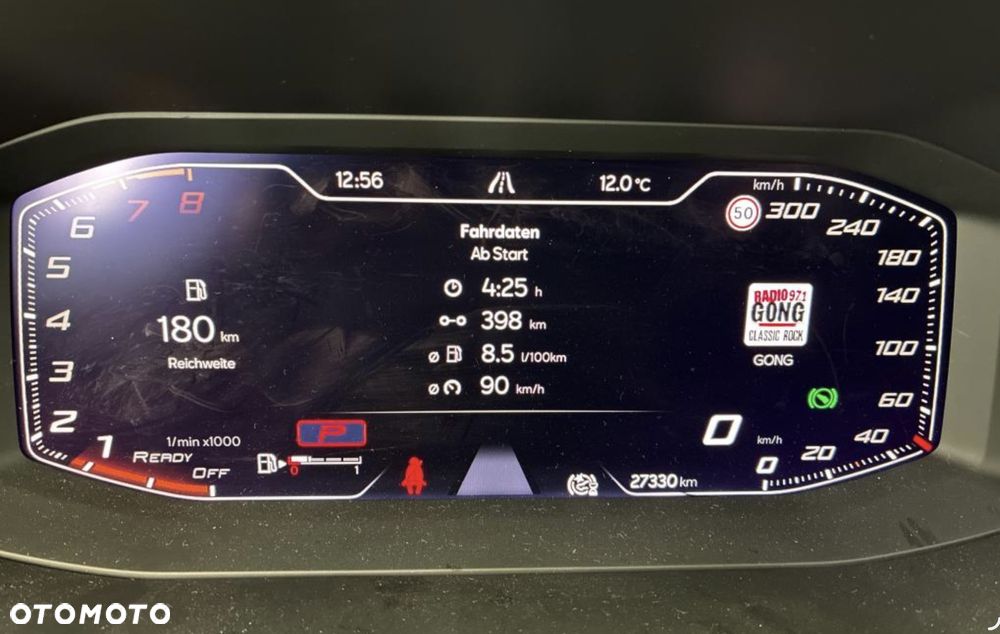 12:56
12.0 °C
Fahrdaten
Ab Start
4:25 h
398 km
Ø 8.5 l/100km
Ø 90 km/h
180 km
Reichweite
8
7
6
5
4
3
2
1
1/min x1000
READY
OFF
P
0 1
km/h
50
300
240
180
140
100
60
40
20
0
RADIO 97.1
GONG
CLASSIC ROCK
GONG
0 km/h
27330 km
OTOMOTO